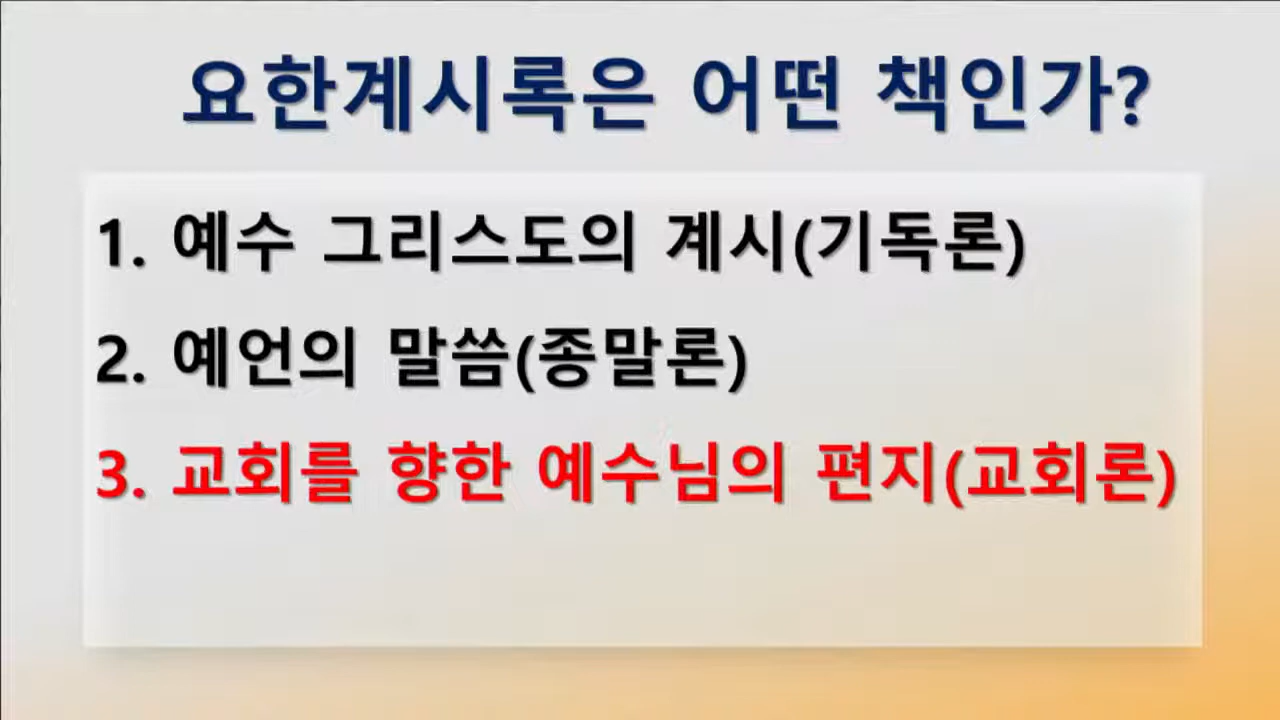 요한계시록은 어떤 책인가?
1. 예수 그리스도의 계시(기독론)
2. 예언의 말씀(종말론)
3. 교회를 향한 예수님의 편지(교회론)